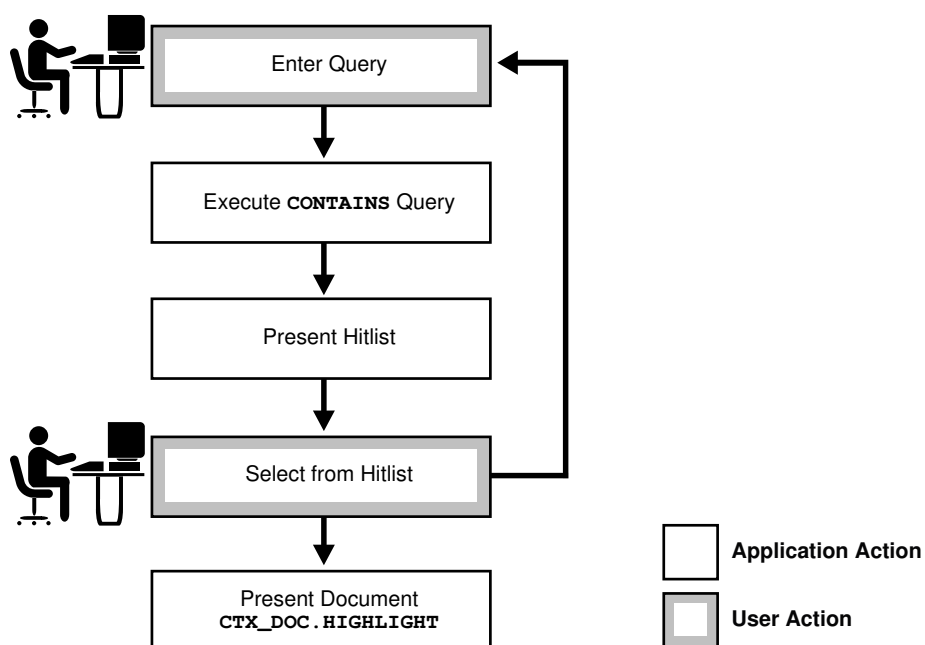 Enter Query
Execute CONTAINS Query
Present Hitlist
Select from Hitlist
Present Document
CTX_DOC.HIGHLIGHT
Application Action
User Action